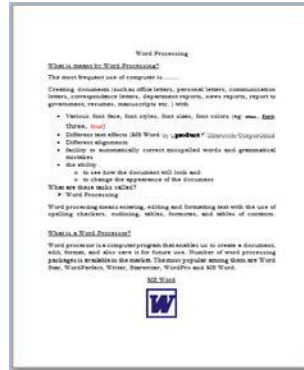 Word Processing
What is means by Word Processing?
The most frequent use of computer is.........
Creating documents (such as office letters, personal letters, communication
letters, correspondence letters, department reports, news reports, report to
government, resumes, manuscripts etc.) with
• Various font face, font styles, font sizes, font colors (eg. font
three, four)
• Different text effects (MS Word is a product Microsoft Corporation)
• Different alignments
• facility to automatically correct misspelled words and grammatical
mistakes
• the ability
o to see how the document will look and
o to change the appearance of the document
What are these tasks called?
➤ Word Processing
Word processing means entering, editing and formatting text with the use of
spelling checkers, outlining, tables, formulas, and tables of contents.
What is a Word Processor?
Word processor is a computer program that enables us to create a document,
edit, format, and also save it for future use. Number of word processing
packages is available in the market. The most popular among them are Word
Star, WordPerfect, Writer, Starwriter, WordPro and MS Word.
MS Word
W